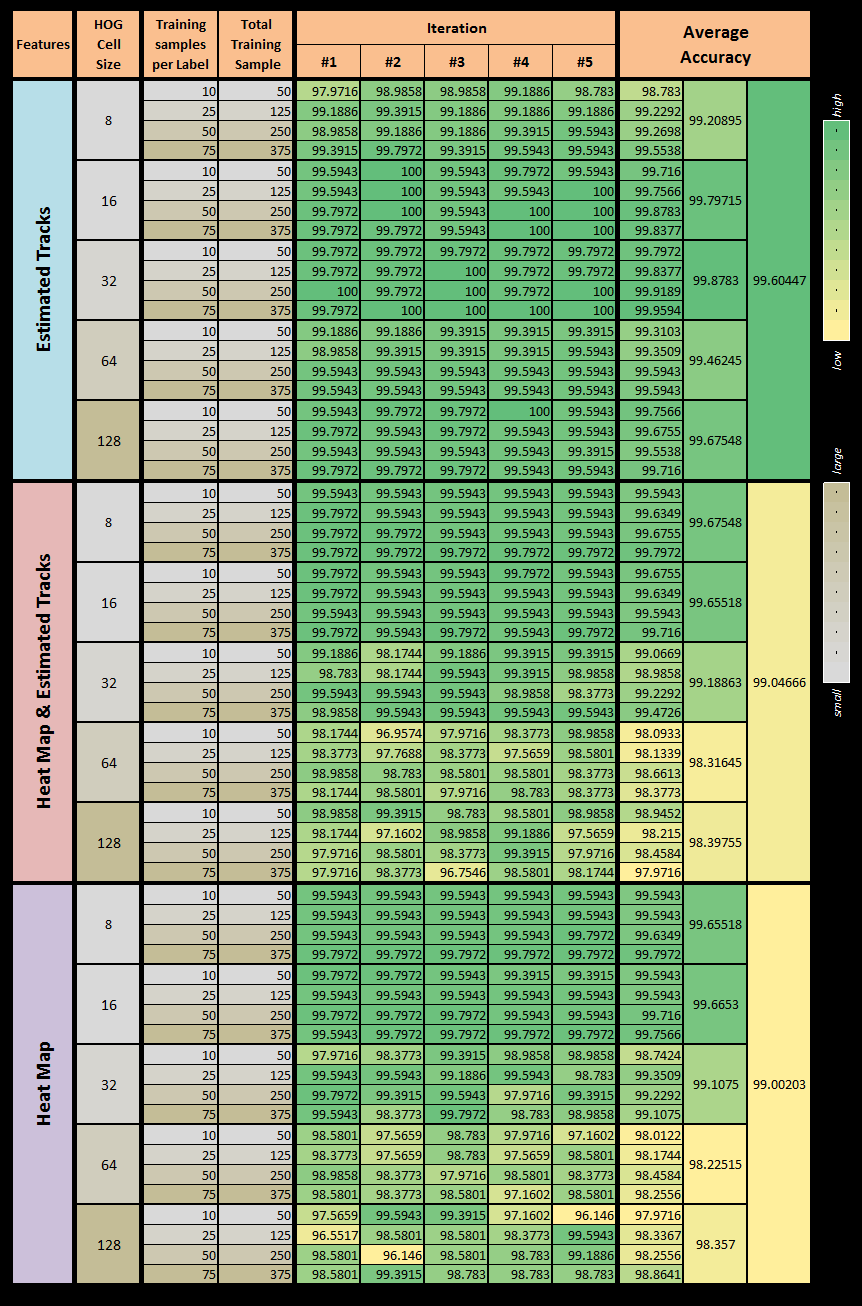 Features HOG Cell Size Training samples per Label Total Training Sample Iteration Average Accuracy
#1 #2 #3 #4 #5
Estimated Tracks
8
10 50 97.9716 98.9858 98.9858 99.1886 98.783 98.783
25 125 99.1886 99.3915 99.1886 99.1886 99.1886 99.2292
50 250 98.9858 99.1886 99.1886 99.3915 99.5943 99.2698
75 375 99.3915 99.7972 99.3915 99.5943 99.5943 99.5538
99.20895
16
10 50 99.5943 100 99.5943 99.7972 99.5943 99.716
25 125 99.5943 100 99.5943 99.5943 100 99.7566
50 250 99.7972 100 99.5943 100 100 99.8783
75 375 99.7972 99.7972 99.5943 100 100 99.8377
99.79715
32
10 50 99.7972 99.7972 99.7972 99.7972 99.7972 99.7972
25 125 99.7972 99.7972 100 99.7972 99.7972 99.8377
50 250 100 99.7972 100 99.7972 100 99.9189
75 375 99.7972 100 100 100 100 99.9594
99.8783
99.60447
64
10 50 99.1886 99.1886 99.3915 99.3915 99.3915 99.3103
25 125 98.9858 99.3915 99.3915 99.3915 99.5943 99.3509
50 250 99.5943 99.5943 99.5943 99.5943 99.5943 99.5943
75 375 99.5943 99.5943 99.5943 99.5943 99.5943 99.5943
99.46245
128
10 50 99.5943 99.7972 99.7972 100 99.5943 99.7566
25 125 99.7972 99.5943 99.7972 99.5943 99.5943 99.6755
50 250 99.5943 99.5943 99.5943 99.5943 99.3915 99.5538
75 375 99.7972 99.7972 99.7972 99.5943 99.5943 99.716
99.67548
Heat Map & Estimated Tracks
8
10 50 99.5943 99.5943 99.5943 99.5943 99.5943 99.5943
25 125 99.7972 99.5943 99.5943 99.5943 99.5943 99.6349
50 250 99.7972 99.5943 99.5943 99.5943 99.7972 99.6755
75 375 99.7972 99.7972 99.7972 99.7972 99.7972 99.7972
99.67548
16
10 50 99.7972 99.5943 99.5943 99.7972 99.5943 99.6755
25 125 99.7972 99.5943 99.5943 99.5943 99.5943 99.6349
50 250 99.5943 99.5943 99.5943 99.5943 99.5943 99.5943
75 375 99.7972 99.5943 99.7972 99.5943 99.7972 99.716
99.65518
32
10 50 99.1886 98.1744 99.1886 99.3915 99.3915 99.0669
25 125 98.783 98.1744 99.5943 99.3915 98.9858 98.9858
50 250 99.5943 99.5943 99.5943 98.9858 98.3773 99.2292
75 375 98.9858 99.5943 99.5943 99.5943 99.5943 99.4726
99.18863
99.04666
64
10 50 98.1744 96.9574 97.9716 98.3773 98.9858 98.0933
25 125 98.3773 97.7688 98.3773 97.5659 98.5801 98.1339
50 250 98.9858 98.783 98.5801 98.5801 98.3773 98.6613
75 375 98.1744 98.5801 97.9716 98.783 98.3773 98.3773
98.31645
128
10 50 98.9858 99.3915 98.783 98.5801 98.9858 98.9452
25 125 98.1744 97.1602 98.9858 99.1886 97.5659 98.215
50 250 97.9716 98.5801 98.3773 99.3915 97.9716 98.4584
75 375 97.9716 98.3773 96.7546 98.5801 98.1744 97.9716
98.39755
Heat Map
8
10 50 99.5943 99.5943 99.5943 99.5943 99.5943 99.5943
25 125 99.5943 99.5943 99.5943 99.5943 99.5943 99.5943
50 250 99.5943 99.5943 99.5943 99.5943 99.7972 99.6349
75 375 99.7972 99.7972 99.7972 99.7972 99.7972 99.7972
99.65518
16
10 50 99.7972 99.7972 99.5943 99.3915 99.3915 99.5943
25 125 99.5943 99.5943 99.5943 99.5943 99.5943 99.5943
50 250 99.7972 99.5943 99.7972 99.5943 99.7972 99.716
75 375 99.5943 99.7972 99.7972 99.7972 99.7972 99.7566
99.6653
32
10 50 97.9716 98.3773 99.3915 98.9858 98.9858 98.7424
25 125 99.5943 99.5943 99.1886 99.5943 98.783 99.3509
50 250 99.7972 99.3915 99.5943 97.9716 99.3915 99.2292
75 375 99.5943 98.3773 99.7972 98.783 98.9858 99.1075
99.1075
99.00203
64
10 50 98.5801 97.5659 98.783 97.9716 97.1602 98.0122
25 125 98.3773 97.5659 98.783 97.5659 98.5801 98.1744
50 250 98.9858 98.3773 97.9716 98.5801 98.3773 98.4584
75 375 98.5801 98.3773 98.5801 97.1602 98.5801 98.2556
98.22515
128
10 50 97.5659 99.5943 99.3915 97.1602 96.146 97.9716
25 125 96.5517 98.5801 98.5801 98.3773 99.5943 98.3367
50 250 98.5801 96.146 98.5801 98.783 99.1886 98.2556
75 375 98.5801 99.3915 98.783 98.783 98.783 98.8641
98.357
high
low
large
small